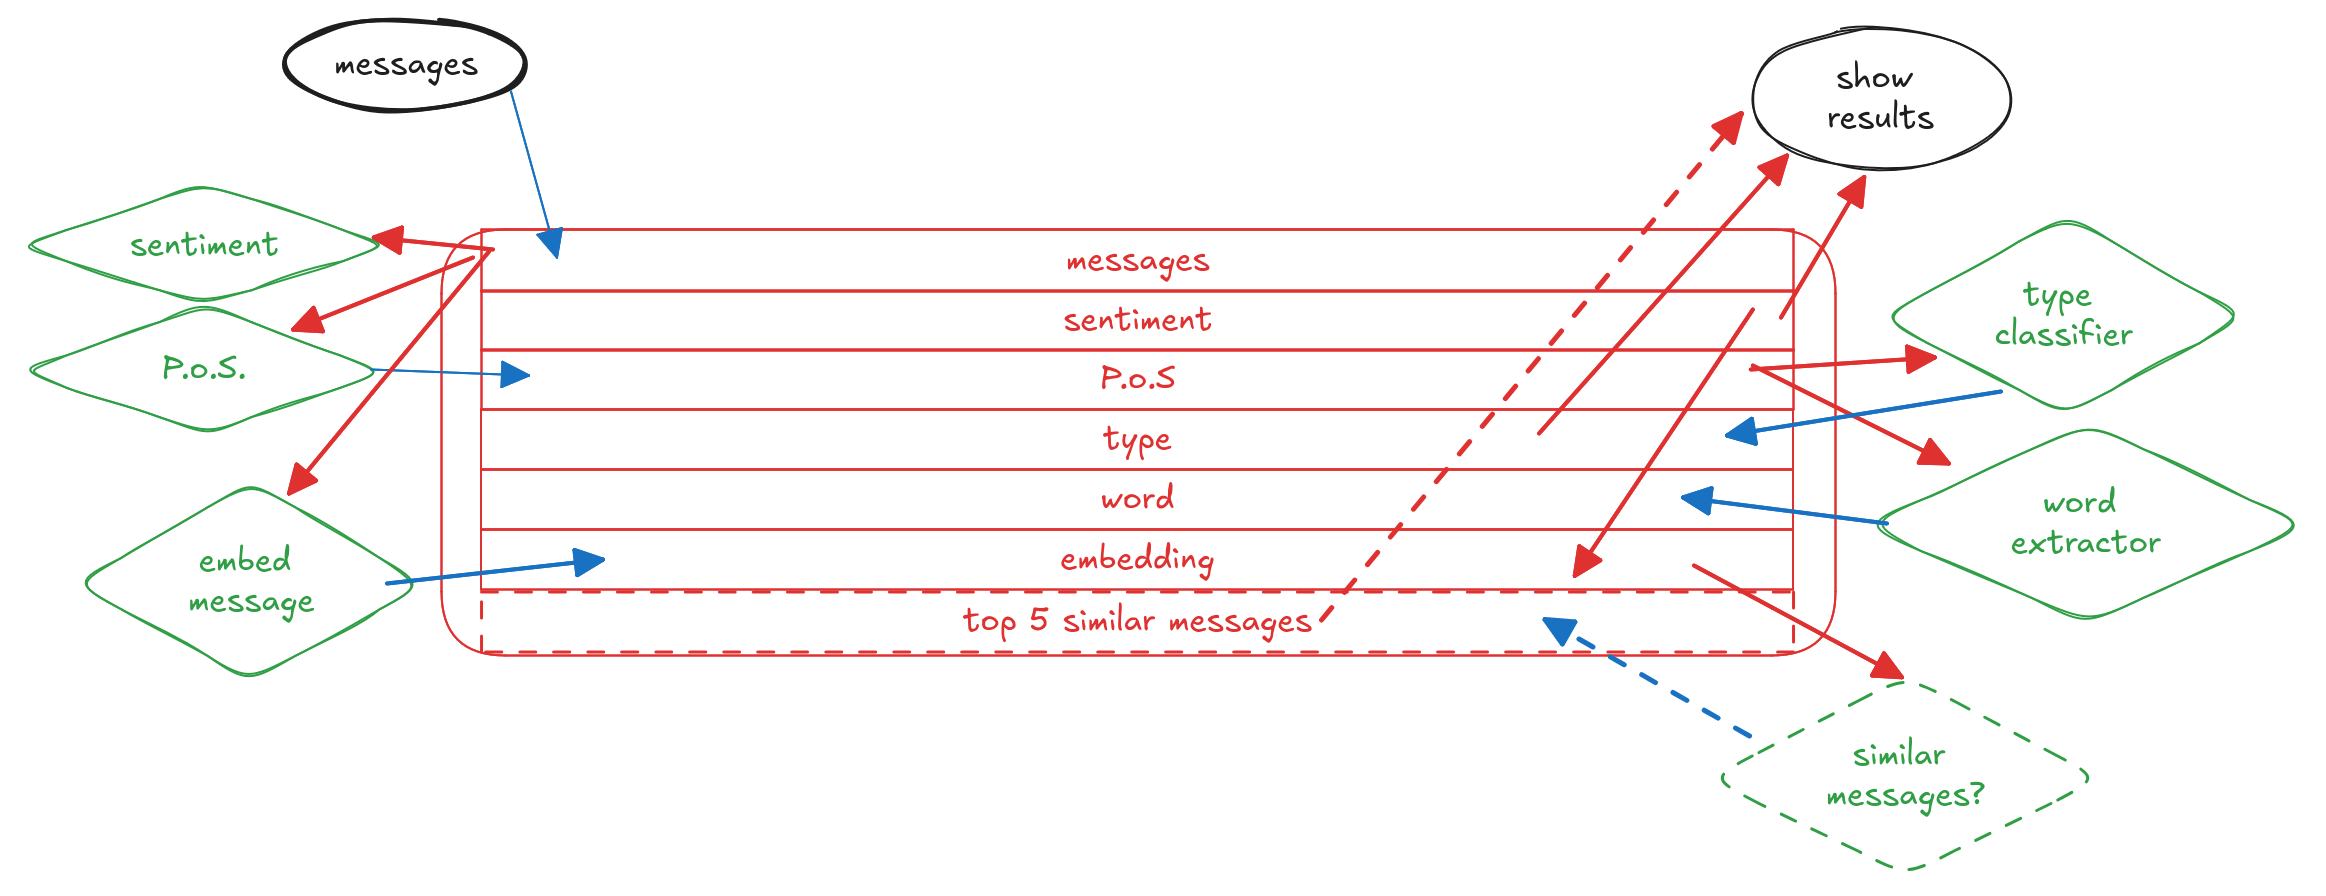 messages
show
results
sentiment
P.o.S.
embed
message
messages
sentiment
P.o.S
type
word
embedding
top 5 similar messages
type
classifier
word
extractor
similar
messages?